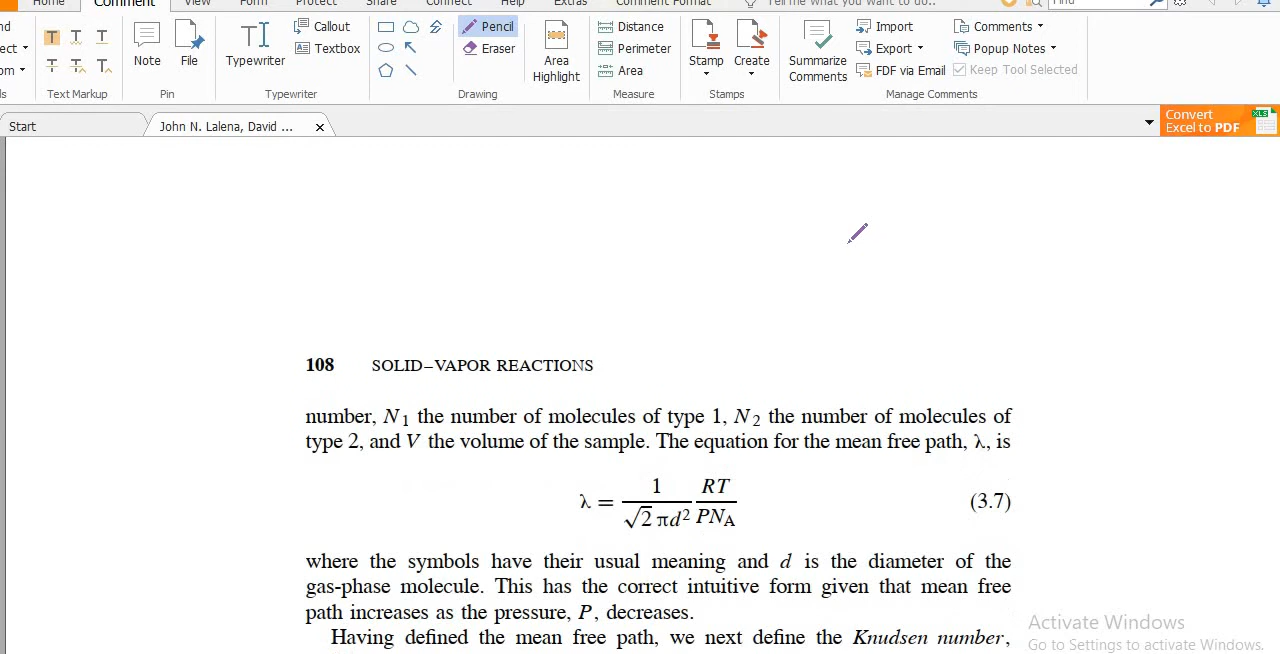 Home Comment View Form Protect Share Connect Help Extras Comment Format Tell me what you want to do.. Find
T T T Note File Typewriter Callout Pencil Area Highlight Distance Stamp Create Summarize Comments Import Comments
Textbox Eraser Perimeter Export Popup Notes
Area FDF via Email Keep Tool Selected
Text Markup Pin Typewriter Drawing Measure Stamps Manage Comments
Start John N. Lalena, David ... × Convert Excel to PDF XLS
108 SOLID–VAPOR REACTIONS
number, N1 the number of molecules of type 1, N2 the number of molecules of
type 2, and V the volume of the sample. The equation for the mean free path, λ, is
λ = 1/(√2 πd²) RT/(PNA) (3.7)
where the symbols have their usual meaning and d is the diameter of the
gas-phase molecule. This has the correct intuitive form given that mean free
path increases as the pressure, P, decreases.
Having defined the mean free path, we next define the Knudsen number,
Activate Windows
Go to Settings to activate Windows.